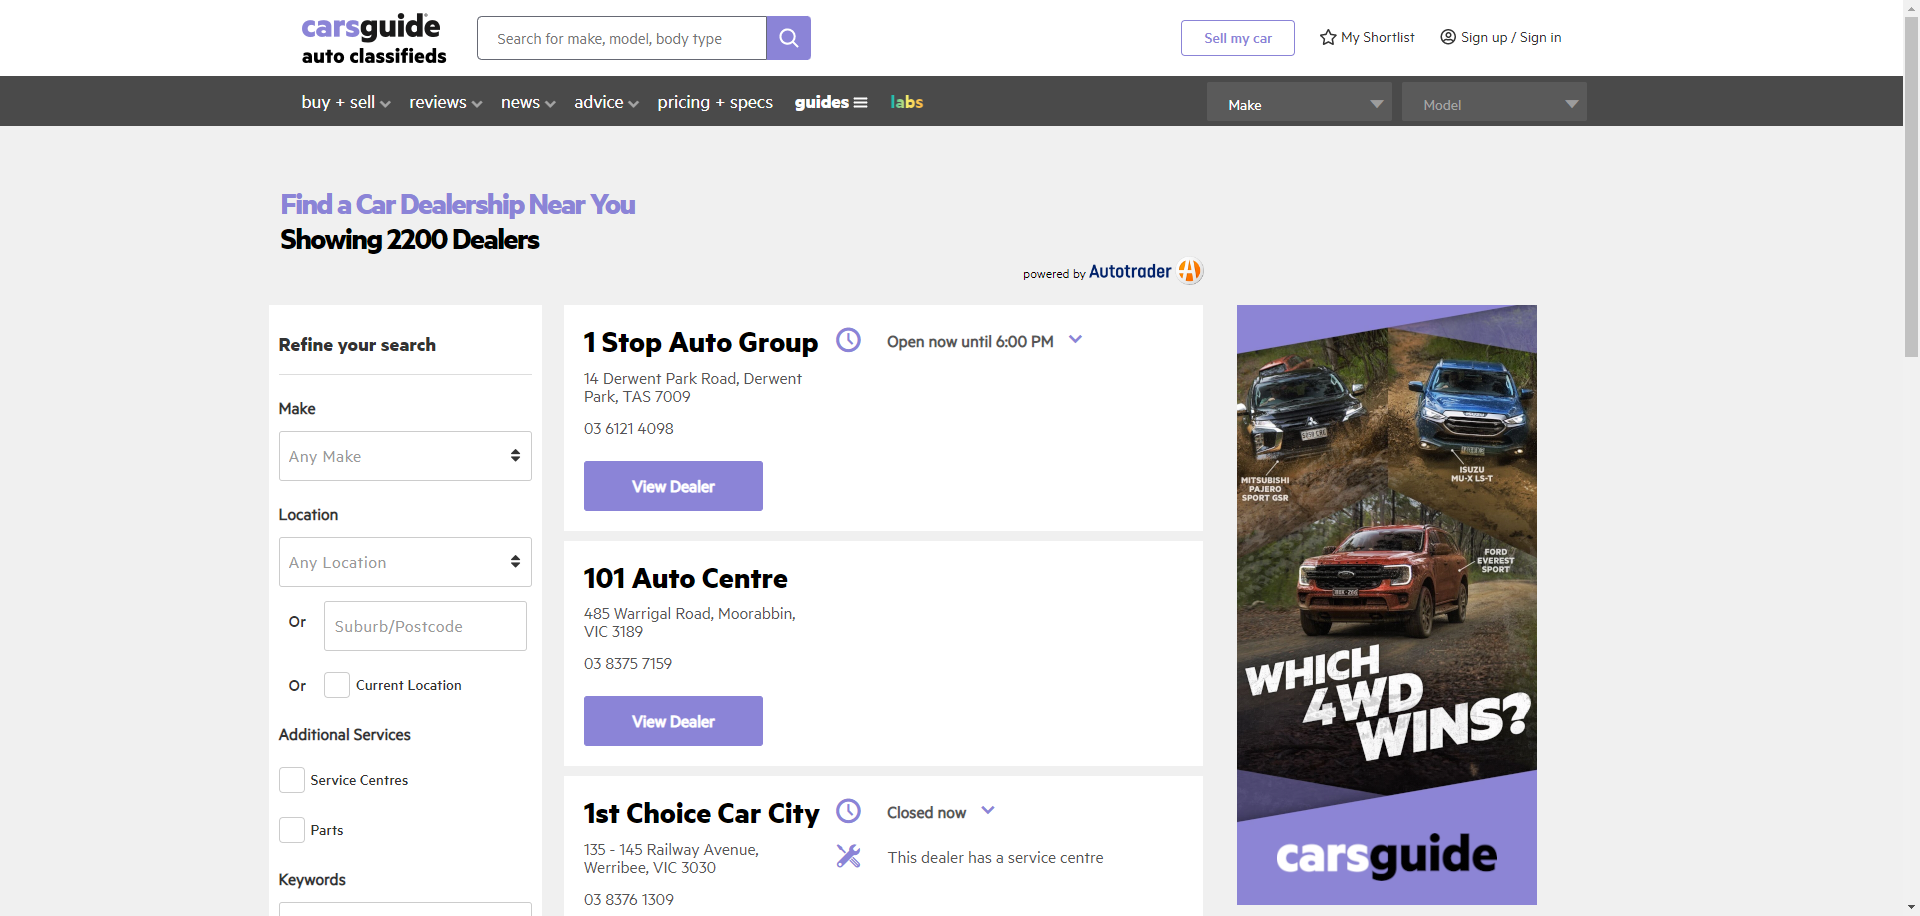 carsguide
auto classifieds
Search for make, model, body type
Sell my car
My Shortlist
Sign up / Sign in
buy + sell
reviews
news
advice
pricing + specs
guides
labs
Make
Model
Find a Car Dealership Near You
Showing 2200 Dealers
powered by Autotrader
Refine your search
Make
Any Make
Location
Any Location
Or
Suburb/Postcode
Or
Current Location
Additional Services
Service Centres
Parts
Keywords
1 Stop Auto Group
Open now until 6:00 PM
14 Derwent Park Road, Derwent
Park, TAS 7009
03 6121 4098
View Dealer
101 Auto Centre
485 Warrigal Road, Moorabbin,
VIC 3189
03 8375 7159
View Dealer
1st Choice Car City
Closed now
135 - 145 Railway Avenue,
Werribee, VIC 3030
This dealer has a service centre
03 8376 1309
MITSUBISHI
PAJERO
SPORT GSR
ISUZU
MU-X LS-T
FORD
EVEREST
SPORT
WHICH
4WD
WINS?
carsguide